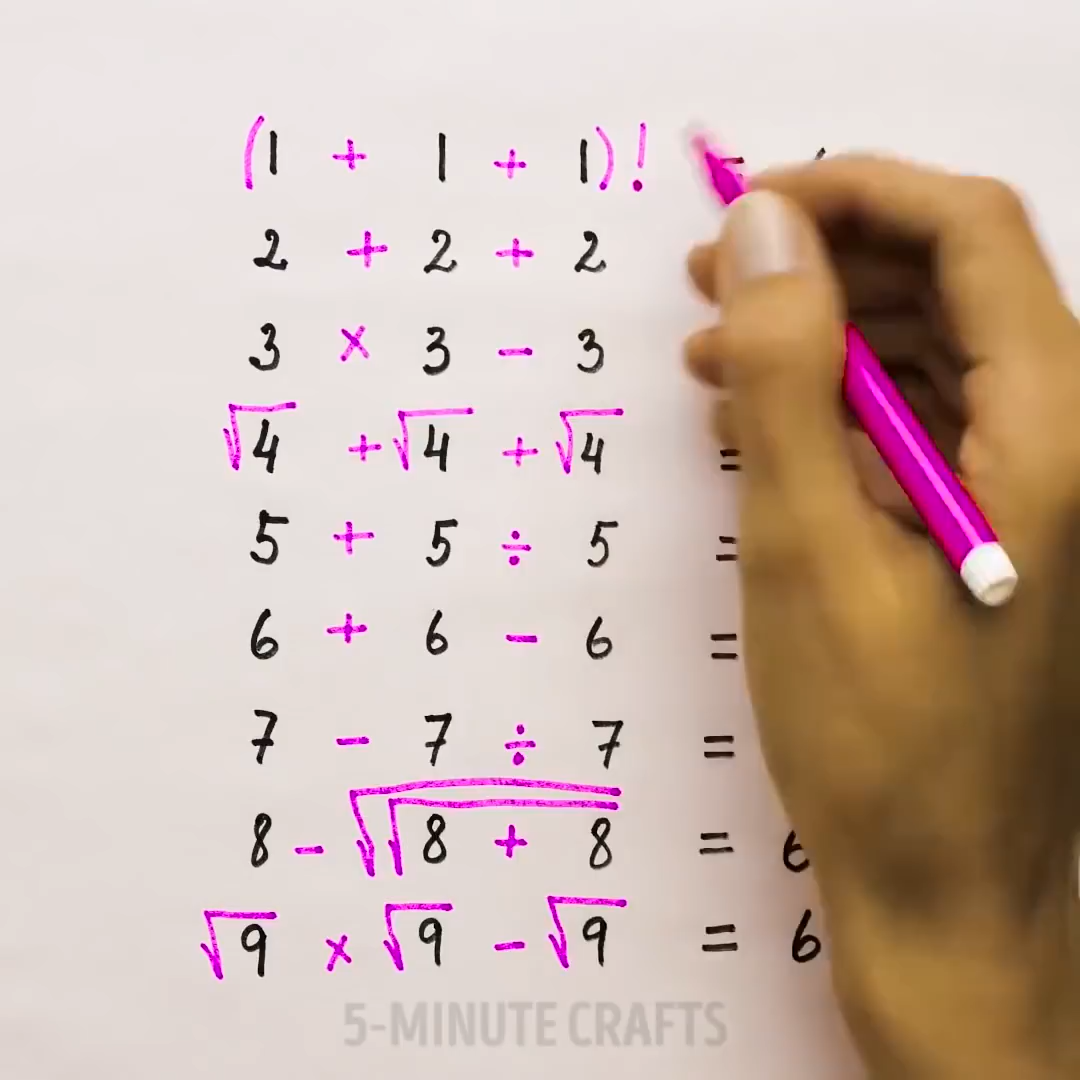 (1 + 1 + 1)! =
2 + 2 + 2
3 × 3 - 3
√4 + √4 + √4 =
5 + 5 ÷ 5 =
6 + 6 - 6 =
7 - 7 ÷ 7 =
8 - √√(8 + 8) = 6
√9 × √9 - √9 = 6
5-MINUTE CRAFTS